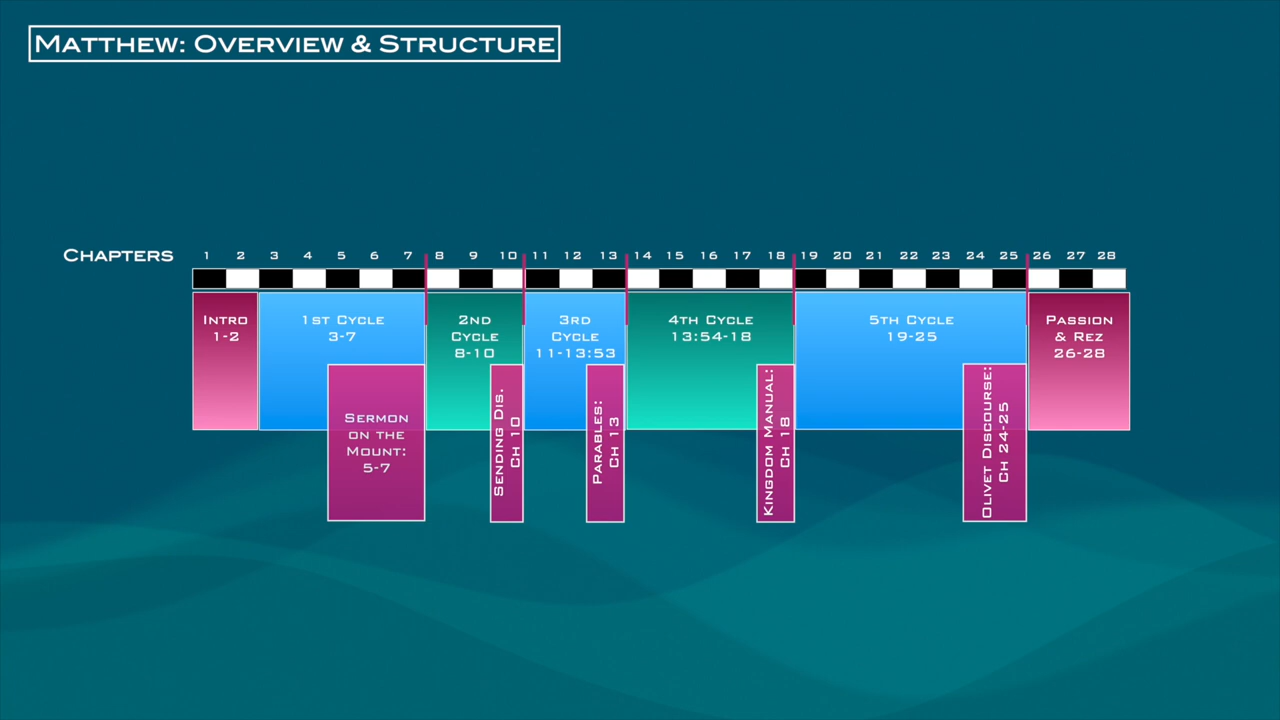 Matthew: Overview & Structure
Chapters 1 2 3 4 5 6 7 8 9 10 11 12 13 14 15 16 17 18 19 20 21 22 23 24 25 26 27 28
Intro
1-2
1st Cycle
3-7
2nd
Cycle
8-10
3rd
Cycle
11-13:53
4th Cycle
13:54-18
5th Cycle
19-25
Passion
& Rez
26-28
Sermon
on the
Mount:
5-7
Sending Dis.
Ch 10
Parables:
Ch 13
Kingdom Manual:
Ch 18
Olivet Discourse:
Ch 24-25